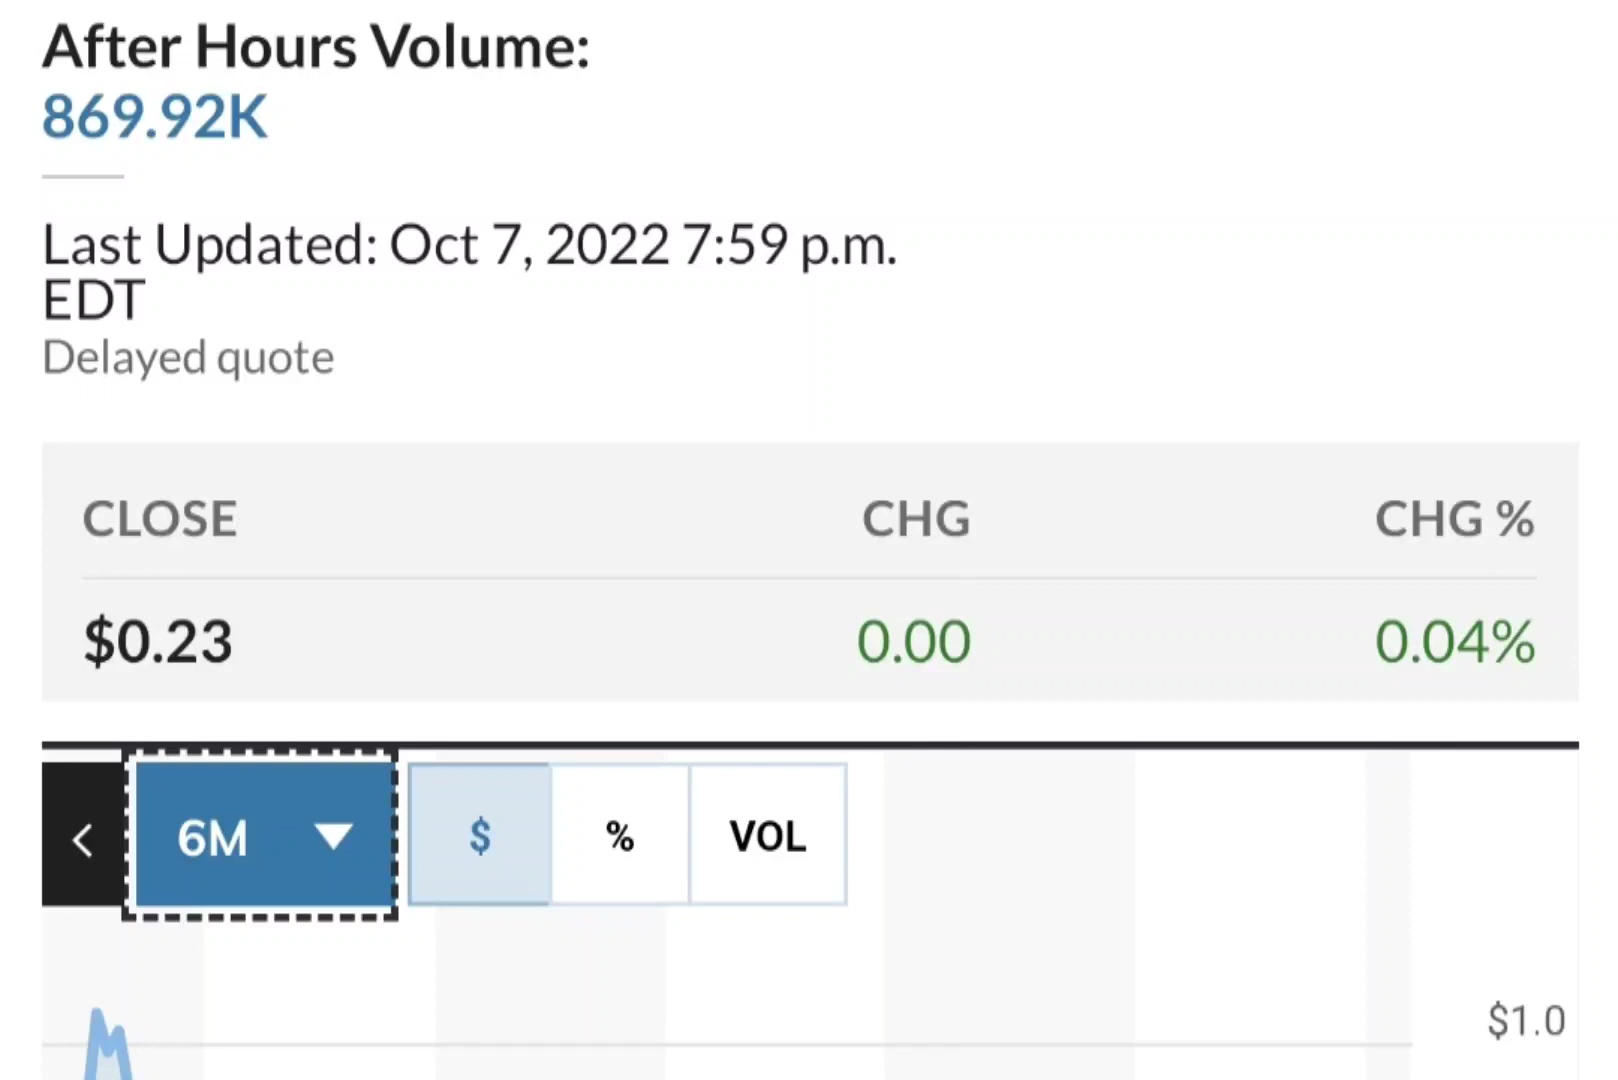 After Hours Volume:
869.92K
Last Updated: Oct 7, 2022 7:59 p.m.
EDT
Delayed quote
CLOSE CHG CHG %
$0.23 0.00 0.04%
6M $ % VOL
$1.0